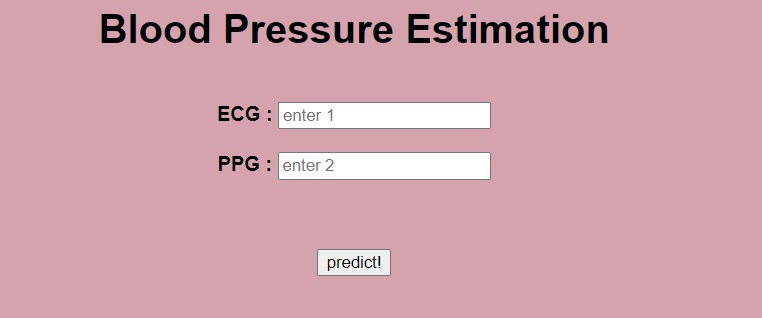 Blood Pressure Estimation
ECG : enter 1
PPG : enter 2
predict!